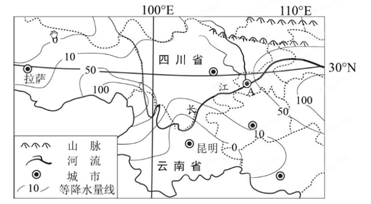 100°E 110°E
10
四川省
50
30°N
拉萨
江
A
100
长
100
50
10
昆明
0
云南省
山 脉
河 流
城 市
10 等降水量线